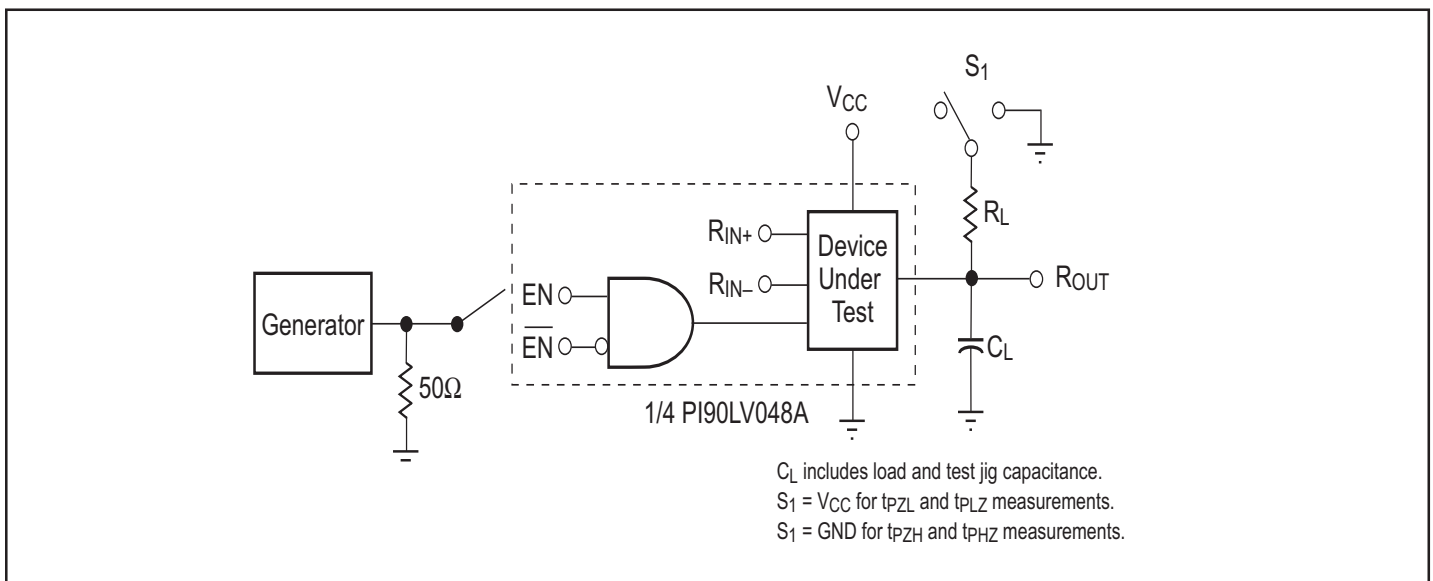 S1
VCC
RL
RIN+
RIN–
Device
Under
Test
ROUT
EN
EN
Generator
50Ω
CL
1/4 PI90LV048A
CL includes load and test jig capacitance.
S1 = VCC for tPZL and tPLZ measurements.
S1 = GND for tPZH and tPHZ measurements.